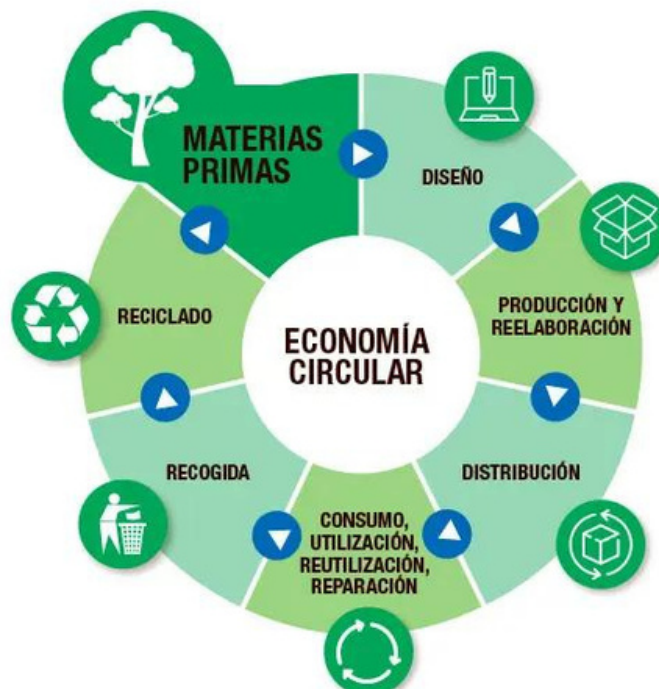 MATERIAS
PRIMAS
DISEÑO
PRODUCCIÓN Y
REELABORACIÓN
DISTRIBUCIÓN
CONSUMO,
UTILIZACIÓN,
REUTILIZACIÓN,
REPARACIÓN
RECOGIDA
RECICLADO
ECONOMÍA
CIRCULAR